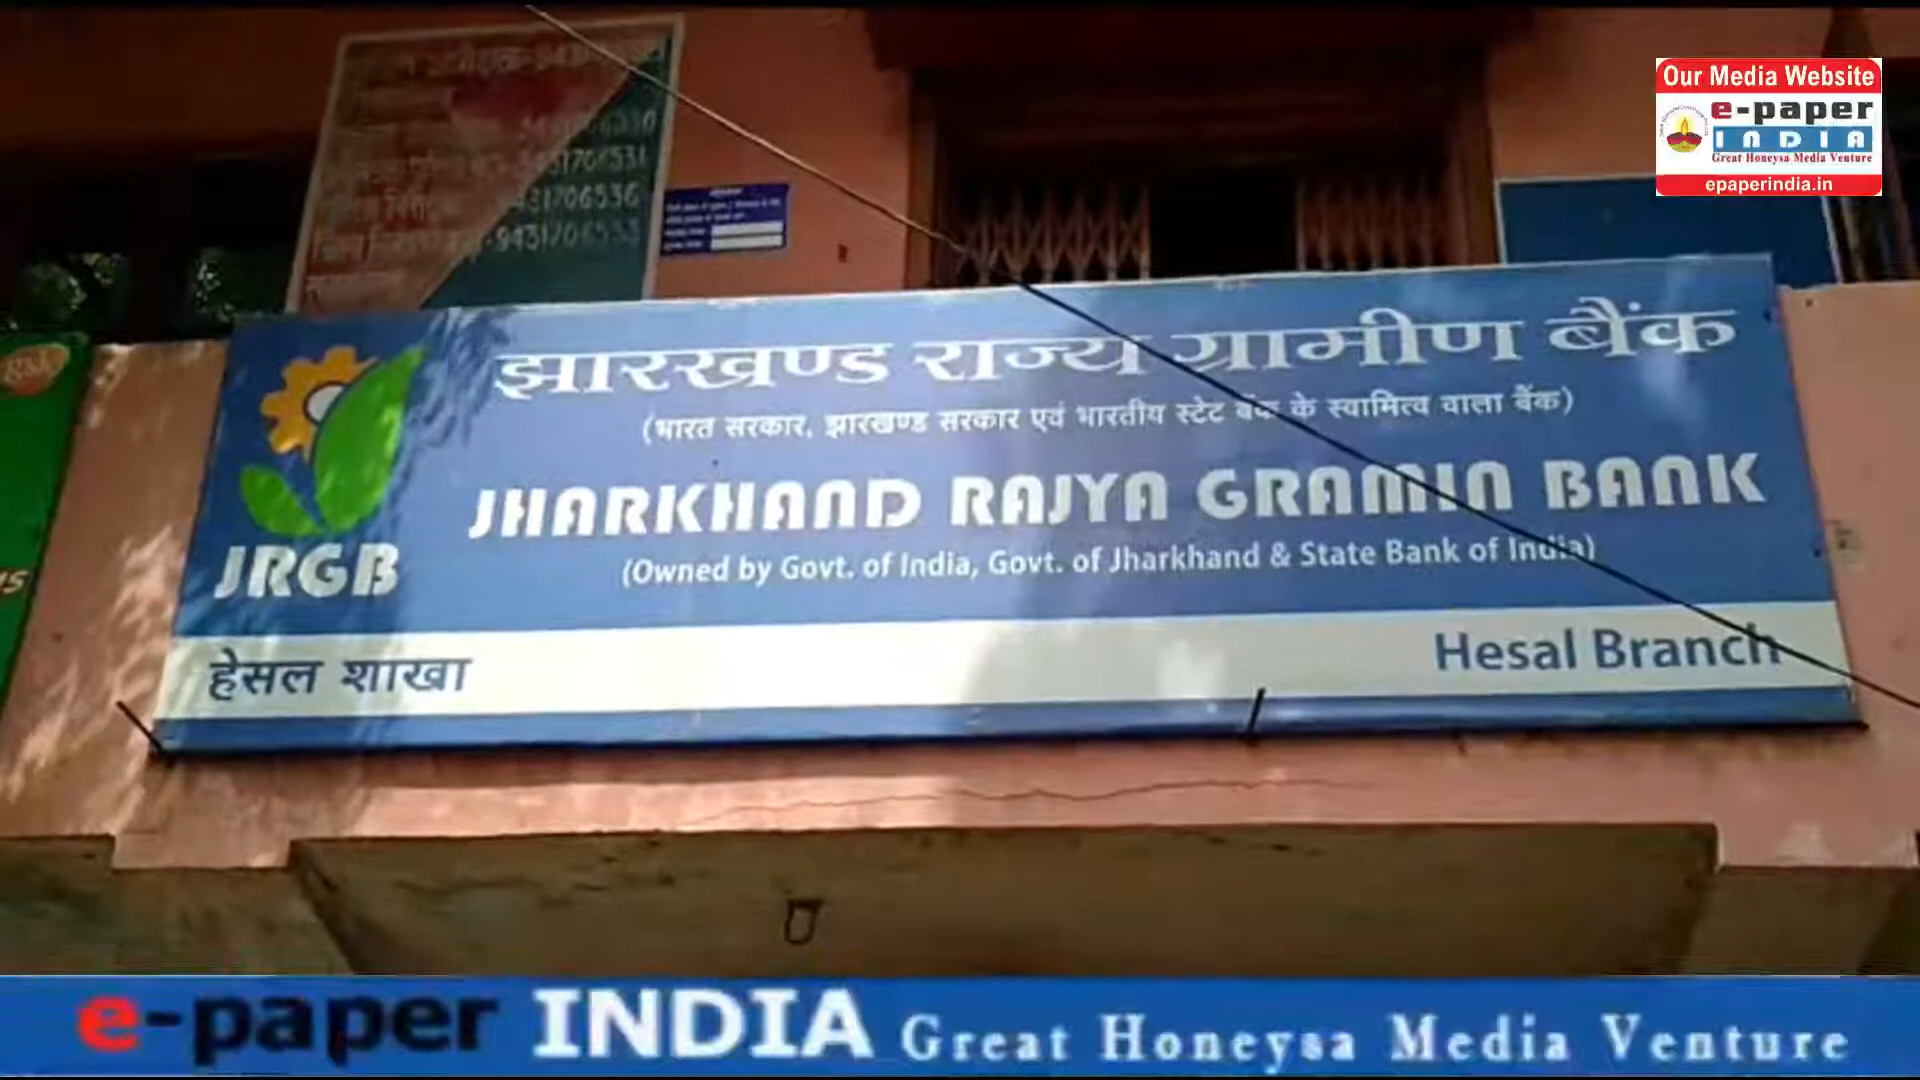 Our Media Website
e-paper
INDIA
Great Honeysa Media Venture
epaperindia.in
झारखण्ड राज्य ग्रामीण बैंक
(भारत सरकार, झारखण्ड सरकार एवं भारतीय स्टेट बैंक के स्वामित्व वाला बैंक)
JHARKHAND RAJYA GRAMIN BANK
(Owned by Govt. of India, Govt. of Jharkhand & State Bank of India)
JRGB
हेसल शाखा
Hesal Branch
e-paper INDIA Great Honeysa Media Venture